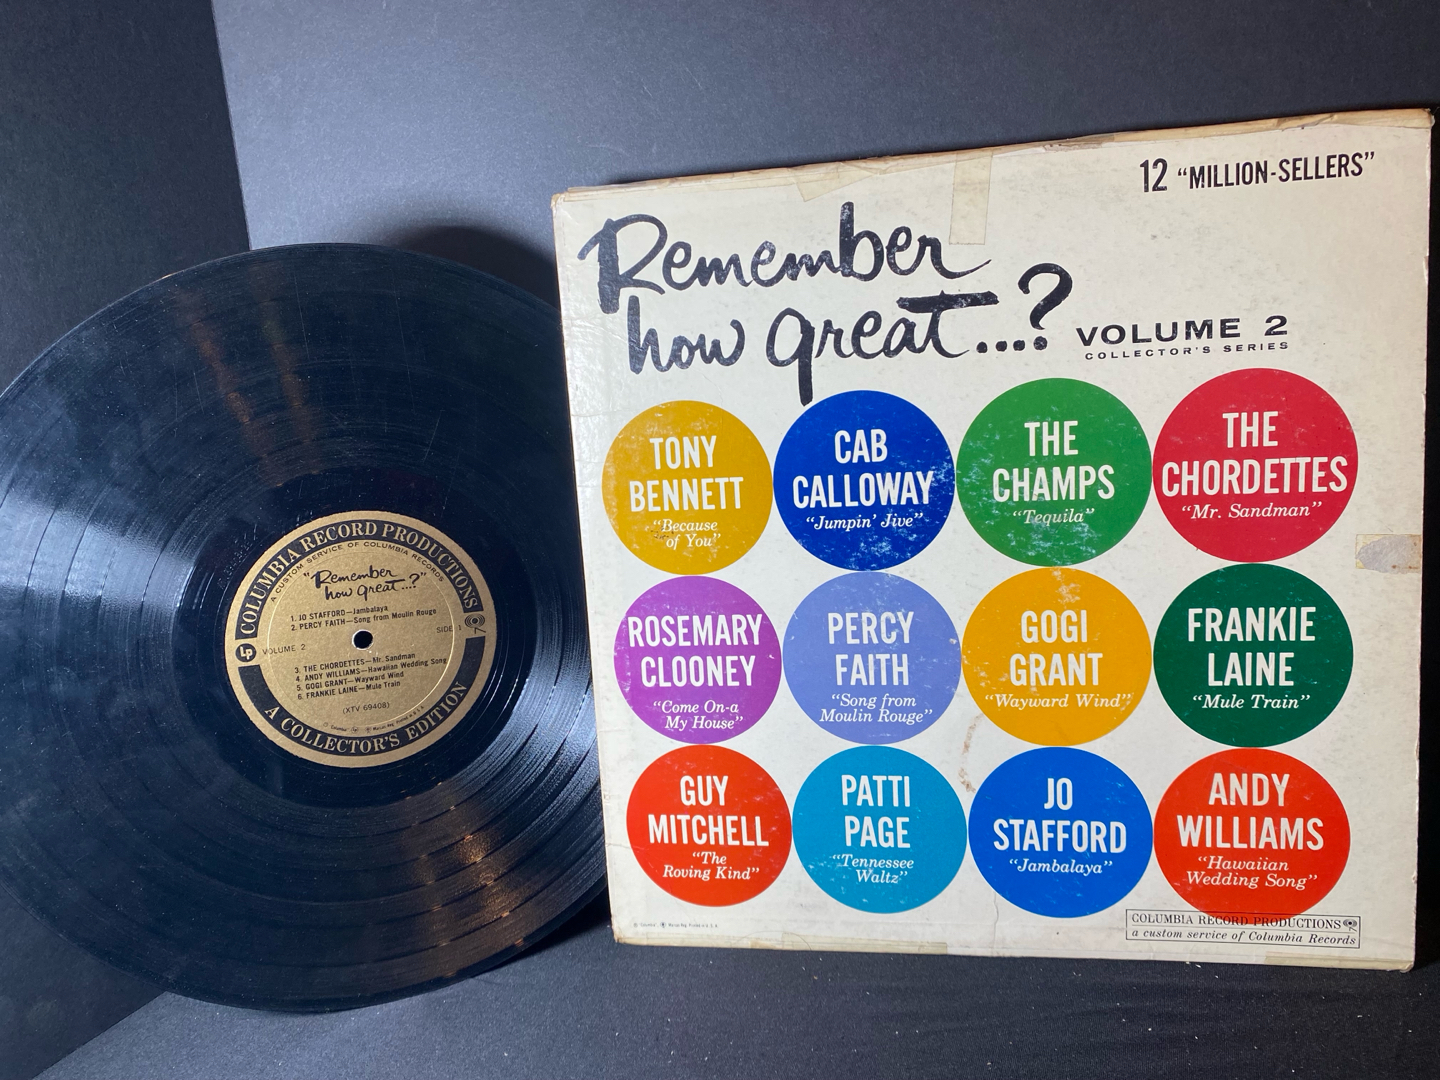 12 "MILLION-SELLERS"
Remember
how great...?
VOLUME 2
COLLECTOR'S SERIES
TONY
BENNETT
"Because
of You"
CAB
CALLOWAY
"Jumpin' Jive"
THE
CHAMPS
"Tequila"
THE
CHORDETTES
"Mr. Sandman"
ROSEMARY
CLOONEY
"Come On-a
My House"
PERCY
FAITH
"Song from
Moulin Rouge"
GOGI
GRANT
"Wayward Wind"
FRANKIE
LAINE
"Mule Train"
GUY
MITCHELL
"The
Roving Kind"
PATTI
PAGE
"Tennessee
Waltz"
JO
STAFFORD
"Jambalaya"
ANDY
WILLIAMS
"Hawaiian
Wedding Song"
COLUMBIA RECORD PRODUCTIONS
a custom service of Columbia Records
COLUMBIA RECORD PRODUCTIONS
A CUSTOM SERVICE OF COLUMBIA RECORDS
"Remember
how great...?"
1. JO STAFFORD—Jambalaya
2. PERCY FAITH—Song from Moulin Rouge
SIDE 1
Lp
VOLUME 2
3. THE CHORDETTES—Mr. Sandman
4. ANDY WILLIAMS—Hawaiian Wedding Song
5. GOGI GRANT—Wayward Wind
6. FRANKIE LAINE—Mule Train
(XTV 69408)
A COLLECTOR'S EDITION